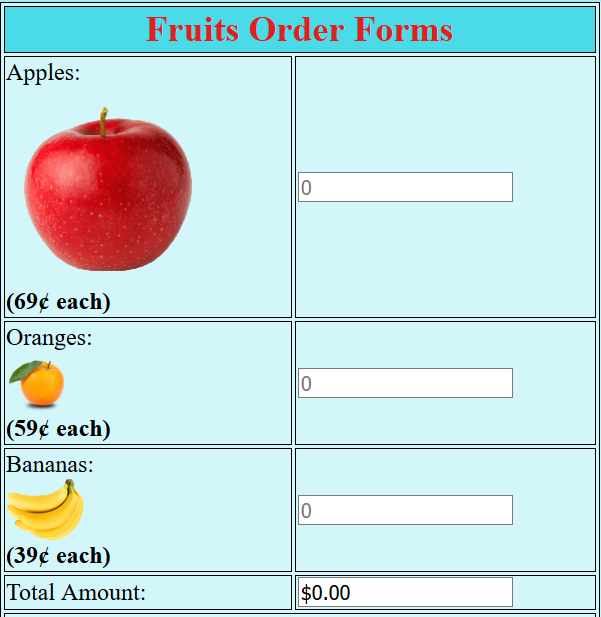 Fruits Order Forms
Apples:
0
(69¢ each)
Oranges:
0
(59¢ each)
Bananas:
0
(39¢ each)
Total Amount: $0.00